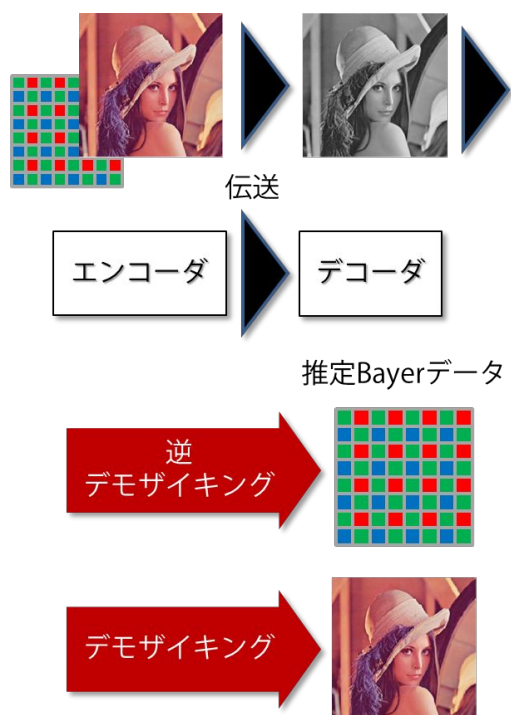 伝送
エンコーダ
デコーダ
推定Bayerデータ
逆
デモザイキング
デモザイキング